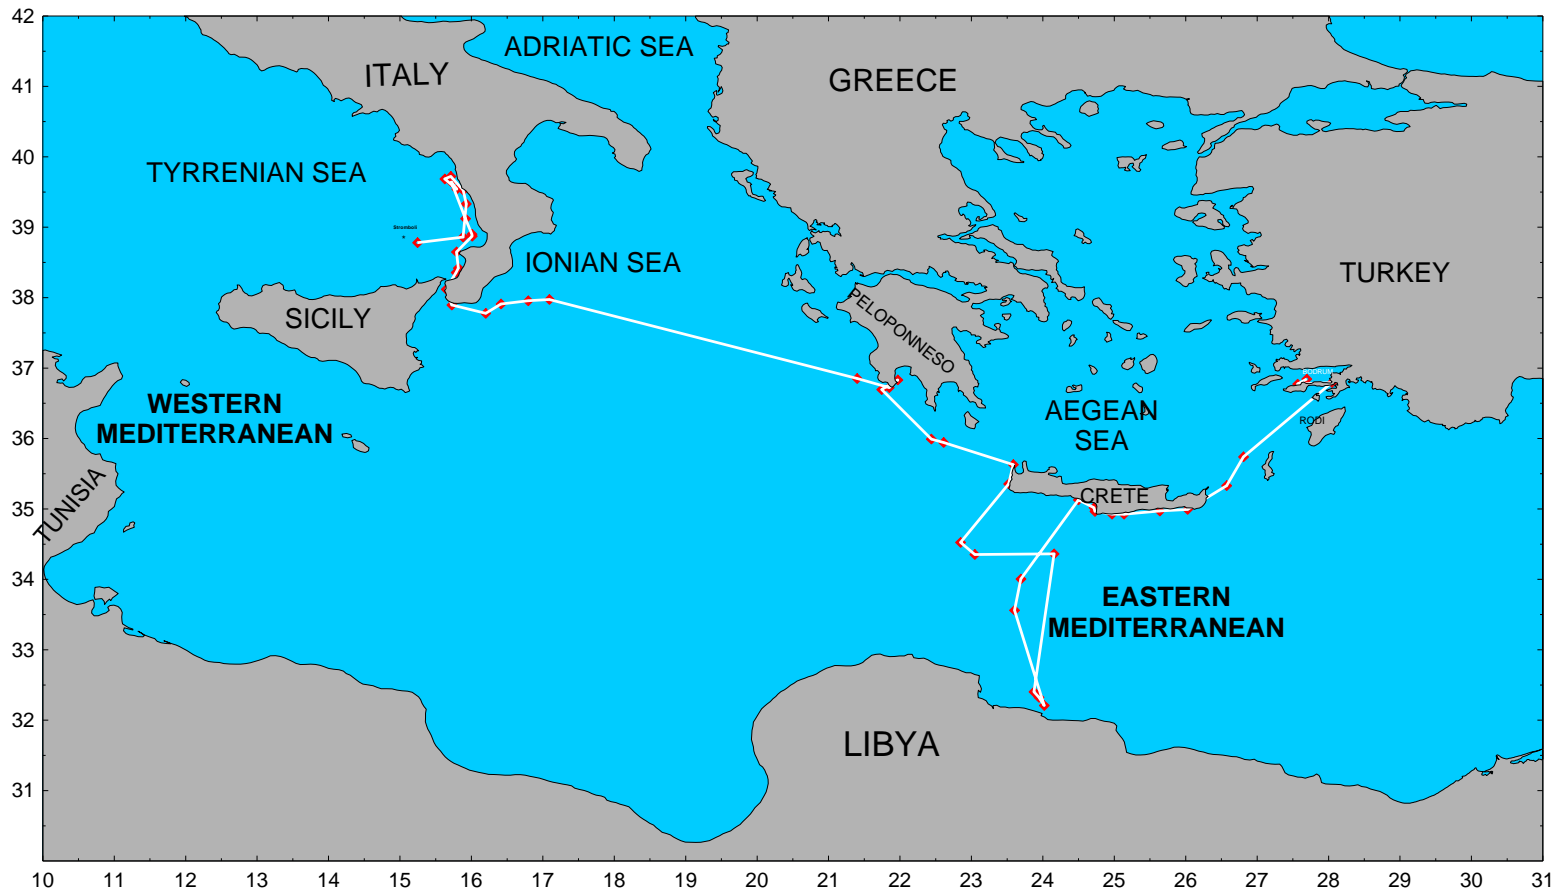 42
41
40
39
38
37
36
35
34
33
32
31
10
11
12
13
14
15
16
17
18
19
20
21
22
23
24
25
26
27
28
29
30
31
ADRIATIC SEA
ITALY
GREECE
TYRRENIAN SEA
Stromboli
IONIAN SEA
TURKEY
SICILY
PELOPONNESO
BODRUM
WESTERN
MEDITERRANEAN
AEGEAN
SEA
RODI
TUNISIA
CRETE
EASTERN
MEDITERRANEAN
LIBYA